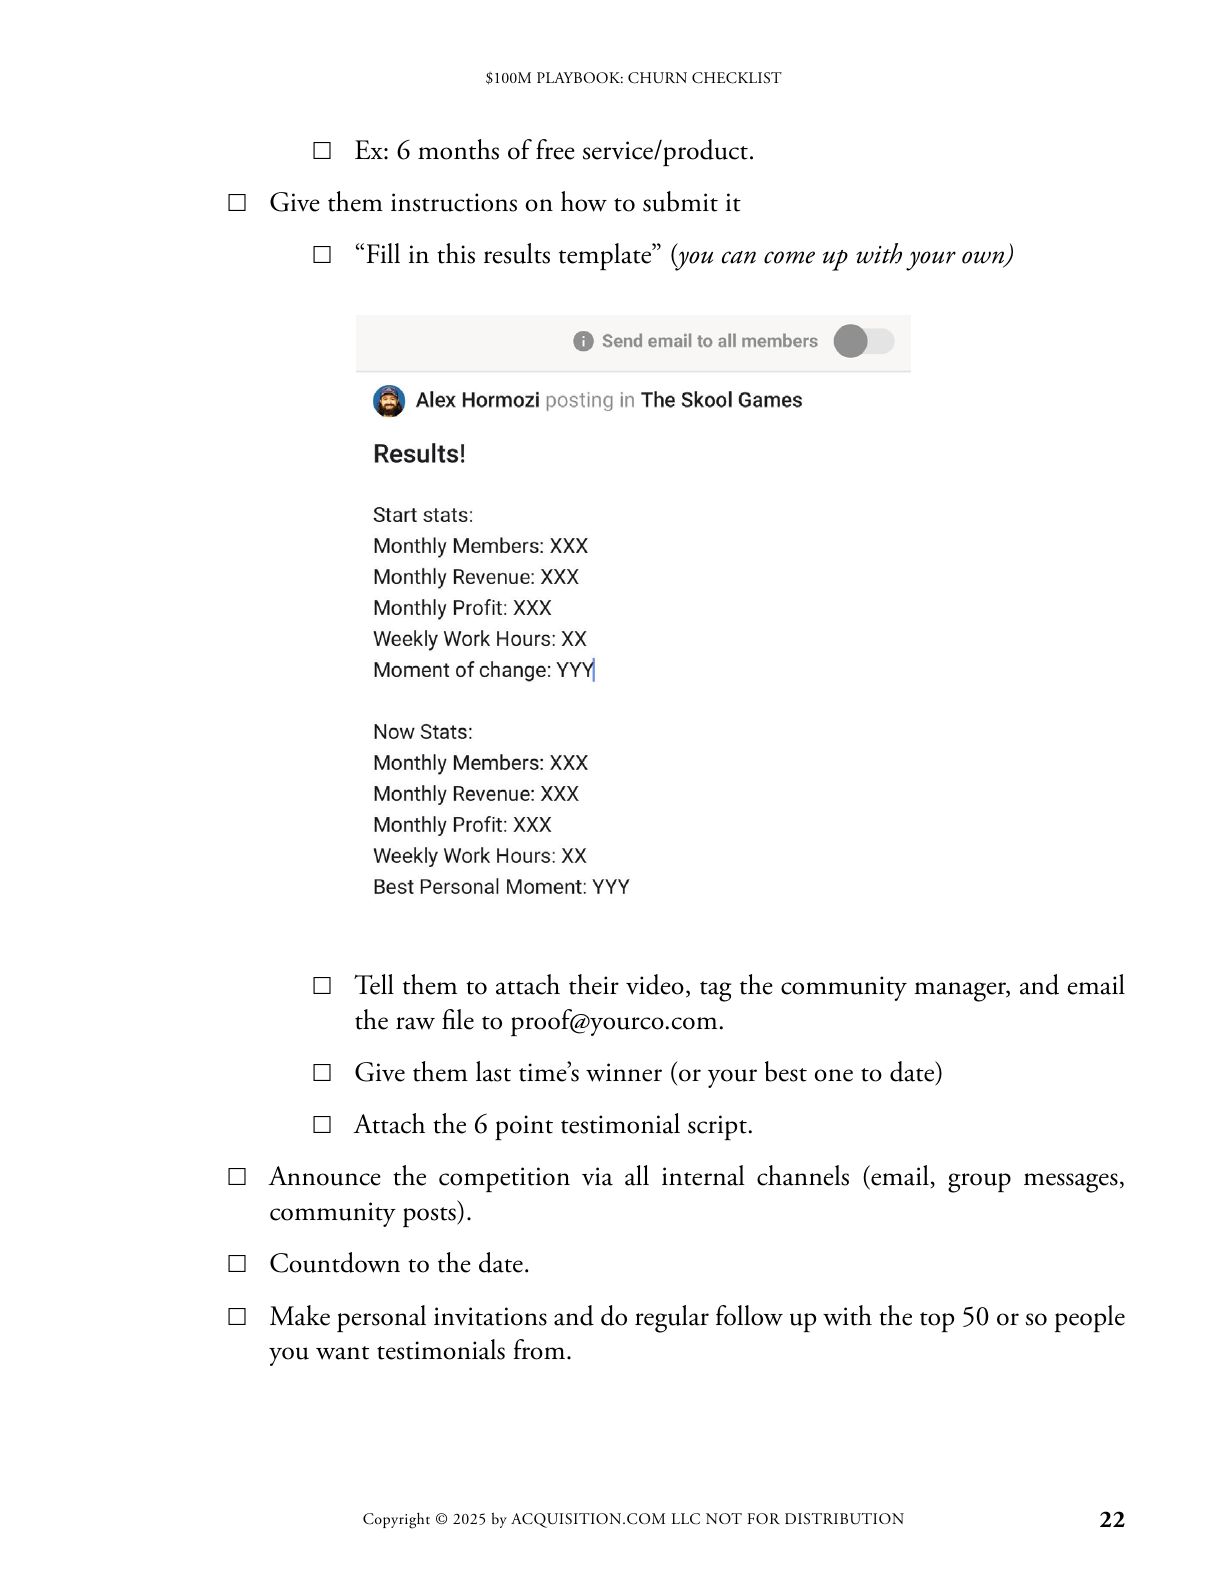 $100M PLAYBOOK: CHURN CHECKLIST
☐ Ex: 6 months of free service/product.
☐ Give them instructions on how to submit it
☐ “Fill in this results template” (you can come up with your own)
Send email to all members
Alex Hormozi posting in The Skool Games
Results!
Start stats:
Monthly Members: XXX
Monthly Revenue: XXX
Monthly Profit: XXX
Weekly Work Hours: XX
Moment of change: YYY
Now Stats:
Monthly Members: XXX
Monthly Revenue: XXX
Monthly Profit: XXX
Weekly Work Hours: XX
Best Personal Moment: YYY
☐ Tell them to attach their video, tag the community manager, and email
the raw file to proof@yourco.com.
☐ Give them last time’s winner (or your best one to date)
☐ Attach the 6 point testimonial script.
☐ Announce the competition via all internal channels (email, group messages,
community posts).
☐ Countdown to the date.
☐ Make personal invitations and do regular follow up with the top 50 or so people
you want testimonials from.
Copyright © 2025 by ACQUISITION.COM LLC NOT FOR DISTRIBUTION
22